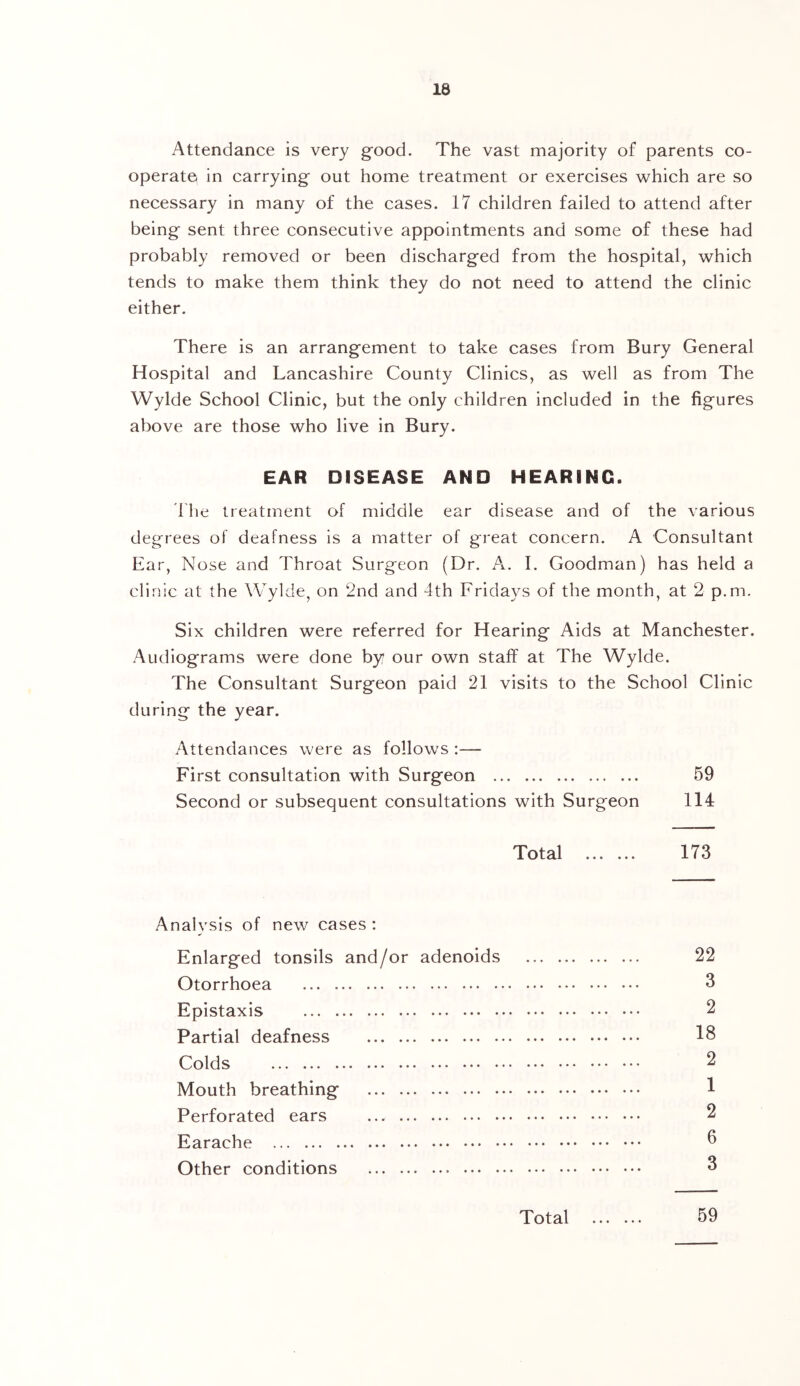 18
Attendance is very good. The vast majority of parents co-
operate in carrying out home treatment or exercises which are so
necessary in many of the cases. 17 children failed to attend after
being sent three consecutive appointments and some of these had
probably removed or been discharged from the hospital, which
tends to make them think they do not need to attend the clinic
either.
There is an arrangement to take cases from Bury General
Hospital and Lancashire County Clinics, as well as from The
Wylde School Clinic, but the only children included in the figures
above are those who live in Bury.
EAR DISEASE AND HEARING.
The treatment of middle ear disease and of the various
degrees of deafness is a matter of great concern. A Consultant
Ear, Nose and Throat Surgeon (Dr. A. I. Goodman) has held a
clinic at the Wylde, on 2nd and 4th Fridays of the month, at 2 p.m.
Six children were referred for Hearing Aids at Manchester.
Audiograms were done by our own staff at The Wylde.
The Consultant Surgeon paid 21 visits to the School Clinic
during the year.
Attendances were as follows :—
First consultation with Surgeon ... ... ... ... ... 59
Second or subsequent consultations with Surgeon 114
Total ... ... 173
Analysis of new cases :
Enlarged tonsils and/or adenoids ... ... ... ... 22
Otorrhoea ... ... ... ... ... ... ... ... ... ... ... 3
Epistaxis ... ... ... ... ... ... ... ... ... ... ... 2
Partial deafness ... ... ... ... ... ... ... ... ... 18
Colds ... ... ... ... ... ... ... ... ... ... ... ... 2
Mouth breathing ... ... ... ... ... ... ... ... ... 1
Perforated ears ... ... ... ... ... ... ... ... ... 2
Earache ... ... ... ... ... ... ... ... ... ... ... ... 6
Other conditions ... ... ... ... ... ... ... ... ... 3
Total ... ... 59